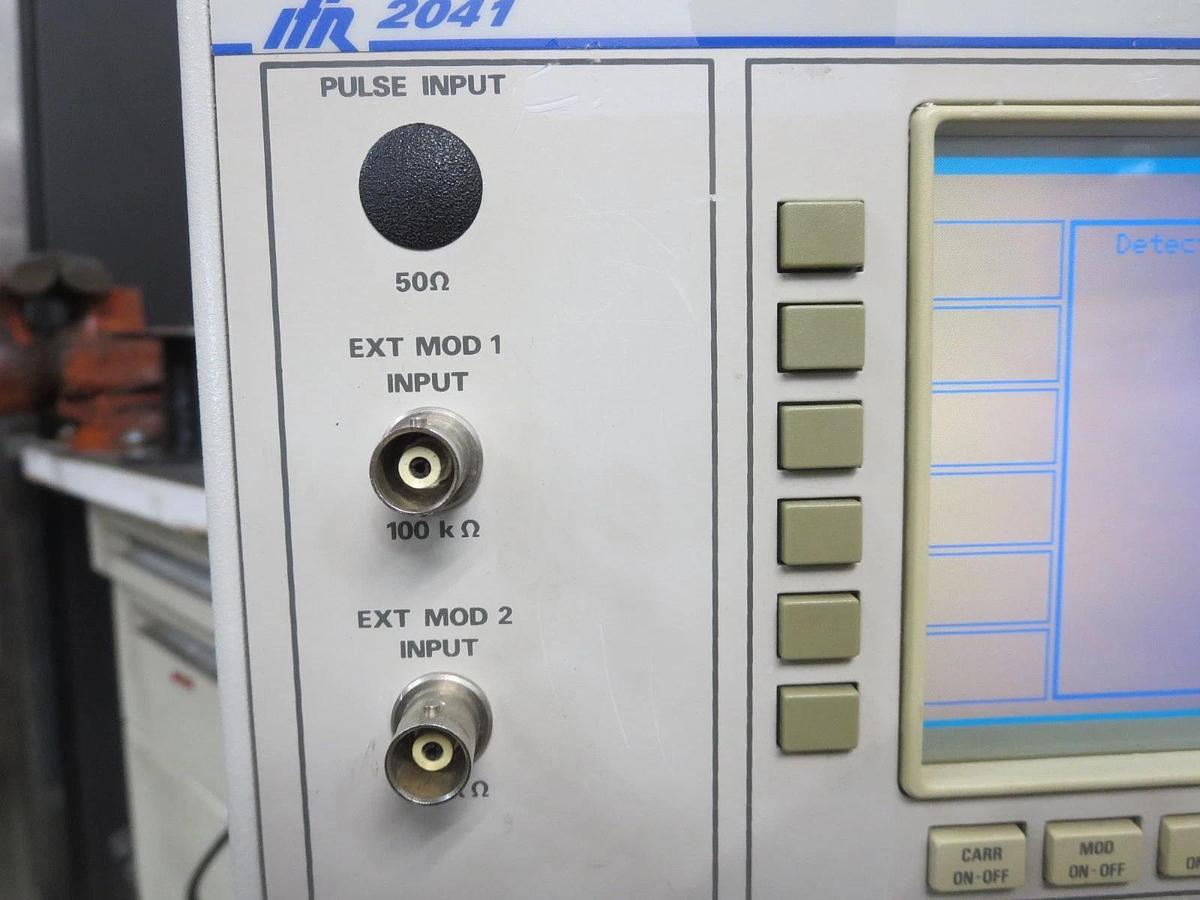 IFR 2041
PULSE INPUT
50Ω
EXT MOD 1
INPUT
100 kΩ
EXT MOD 2
INPUT
Ω
CARR
ON-OFF
MOD
ON-OFF